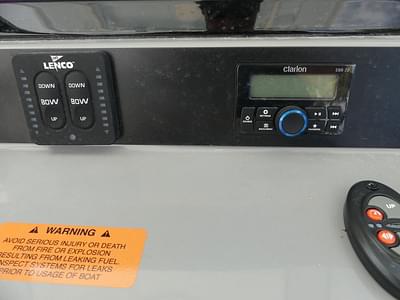 LENCO
DOWN DOWN
BOW BOW
UP UP
clarion
UP
WARNING
AVOID SERIOUS INJURY OR DEATH
FROM FIRE OR EXPLOSION
RESULTING FROM LEAKING FUEL.
INSPECT SYSTEMS FOR LEAKS
PRIOR TO USAGE OF BOAT